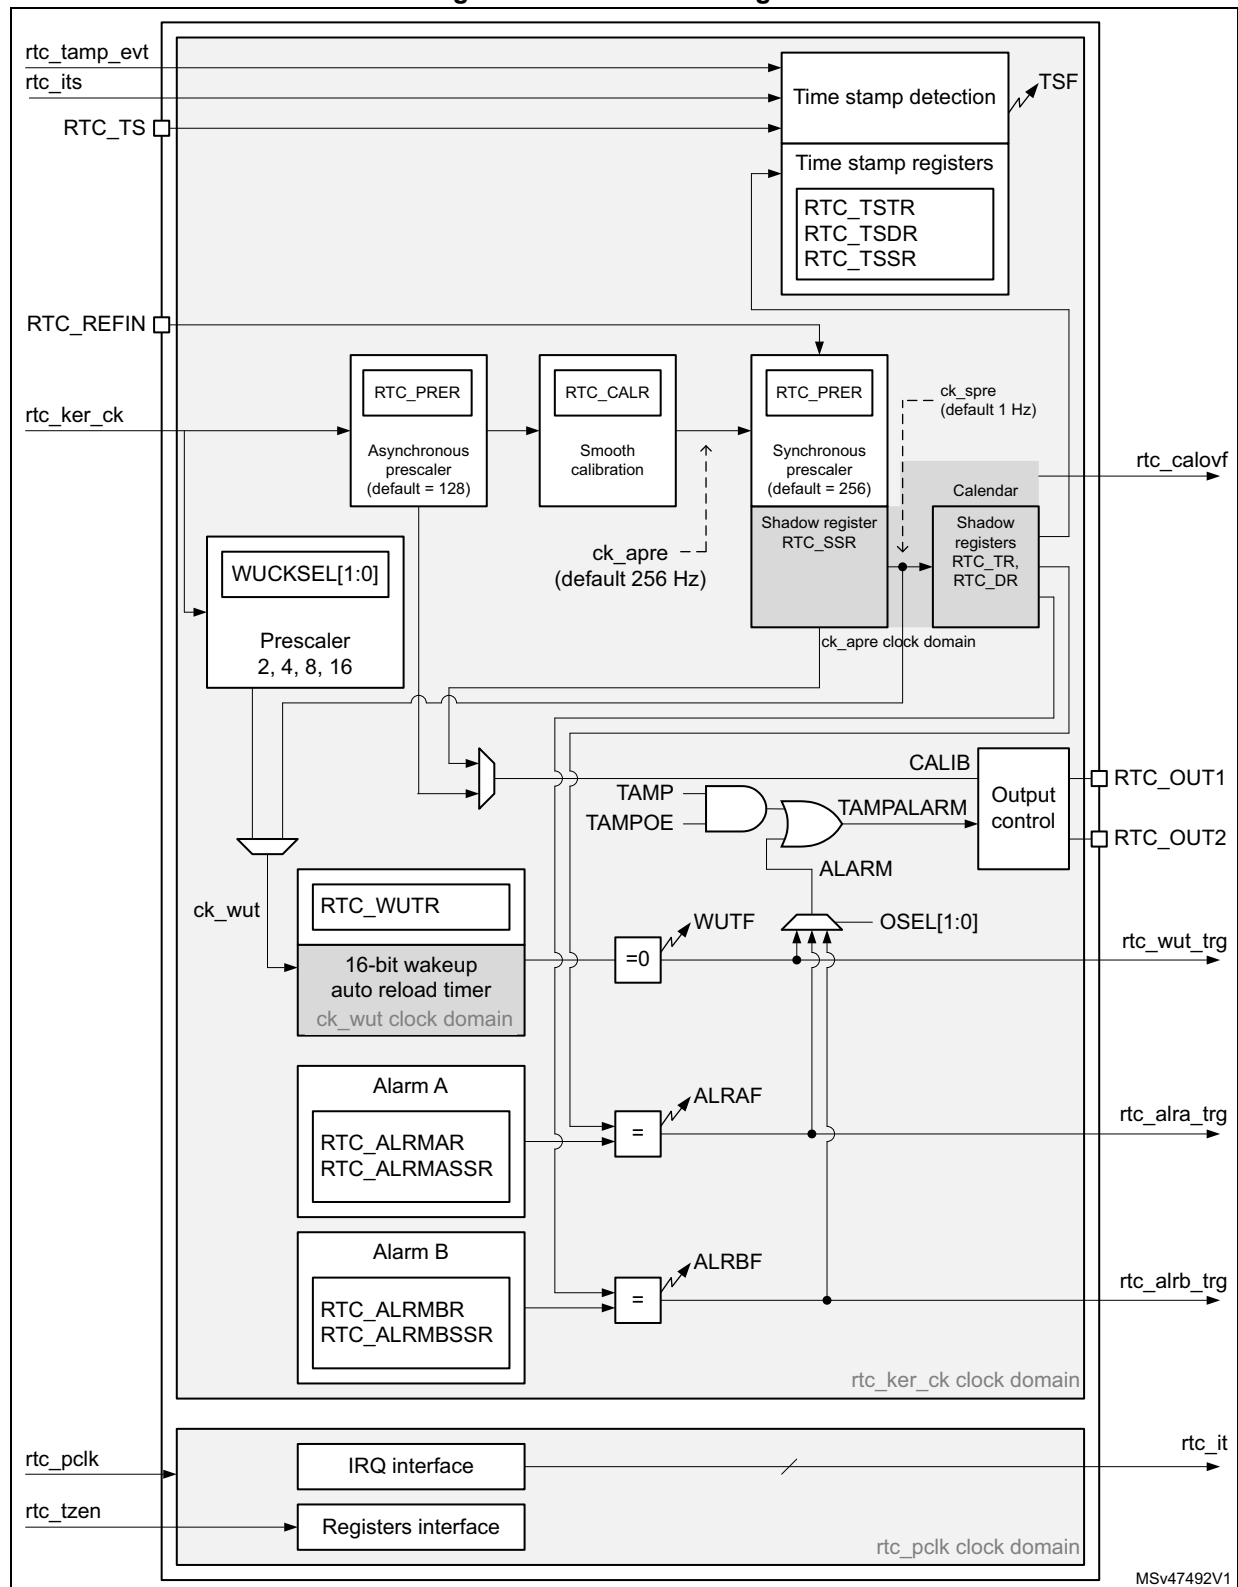 rtc_tamp_evt
rtc_its
RTC_TS
Time stamp detection
TSF
Time stamp registers
RTC_TSTR
RTC_TSDR
RTC_TSSR
RTC_REFIN
rtc_ker_ck
RTC_PRER
Asynchronous
prescaler
(default = 128)
RTC_CALR
Smooth
calibration
RTC_PRER
Synchronous
prescaler
(default = 256)
ck_spre
(default 1 Hz)
rtc_calovf
Calendar
Shadow register
RTC_SSR
Shadow
registers
RTC_TR,
RTC_DR
ck_apre
(default 256 Hz)
ck_apre clock domain
WUCKSEL[1:0]
Prescaler
2, 4, 8, 16
CALIB
TAMP
TAMPOE
TAMPALARM
Output
control
RTC_OUT1
RTC_OUT2
ALARM
OSEL[1:0]
ck_wut
RTC_WUTR
16-bit wakeup
auto reload timer
ck_wut clock domain
=0
WUTF
rtc_wut_trg
Alarm A
RTC_ALRMAR
RTC_ALRMASSR
=
ALRAF
rtc_alra_trg
Alarm B
RTC_ALRMBR
RTC_ALRMBSSR
=
ALRBF
rtc_alrb_trg
rtc_ker_ck clock domain
rtc_pclk
IRQ interface
rtc_it
rtc_tzen
Registers interface
rtc_pclk clock domain
MSv47492V1